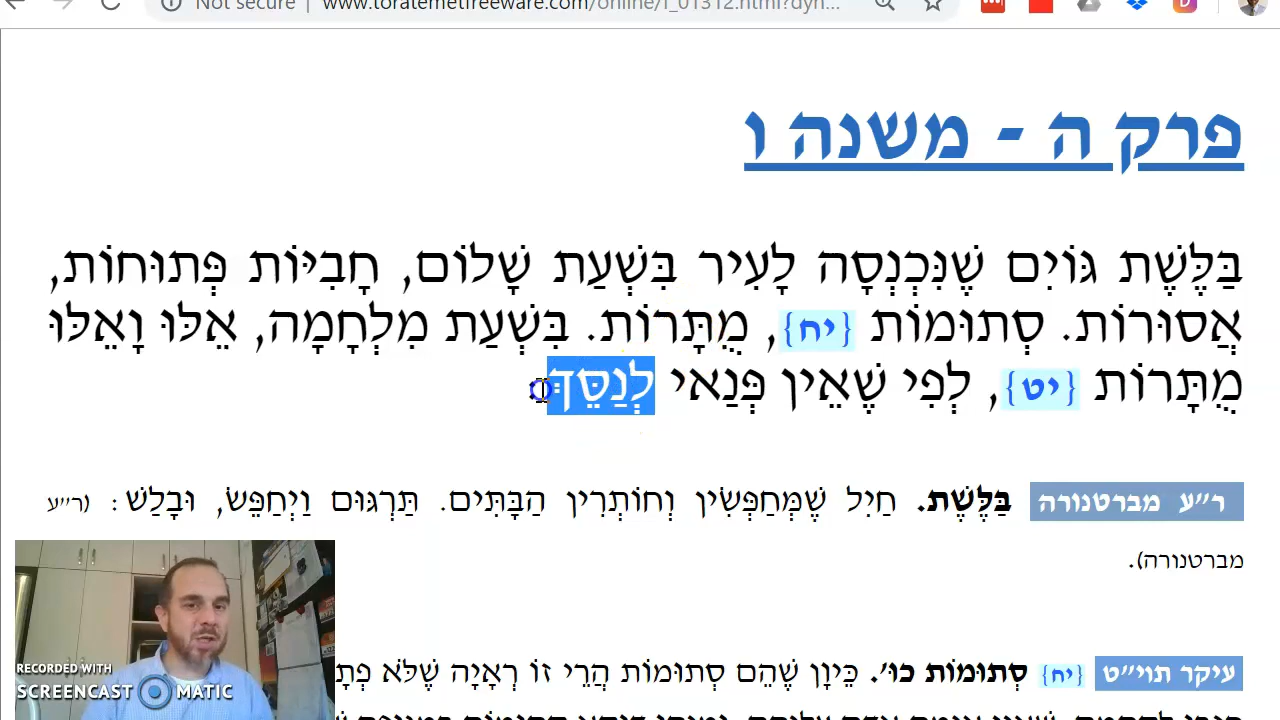 Not secure | www.toratemetfreeware.com/online/f_01312.html?dyn...
פרק ה - משנה ו
בַּלֶּשֶׁת גּוֹיִם שֶׁנִּכְנְסָה לָעִיר בִּשְׁעַת שָׁלוֹם, חָבִיּוֹת פְּתוּחוֹת,
אֲסוּרוֹת. סְתוּמוֹת {יח}, מֻתָּרוֹת. בִּשְׁעַת מִלְחָמָה, אֵלּוּ וָאֵלּוּ
מֻתָּרוֹת {יט}, לְפִי שֶׁאֵין פְּנַאי לְנַסֵּךְ:
ר״ע מברטנורה בַּלֶּשֶׁת. חַיִל שֶׁמְּחַפְּשִׂין וְחוֹתְרִין הַבָּתִּים. תַּרְגּוּם וַיְחַפֵּשׂ, וּבָלַשׁ: (ר״ע
מברטנורה).
עיקר תוי״ט {יח} סְתוּמוֹת כוּ׳. כֵּיוָן שֶׁהֵם סְתוּמוֹת הֲרֵי זוֹ רְאָיָה שֶׁלֹּא
RECORDED WITH
SCREENCAST MATIC